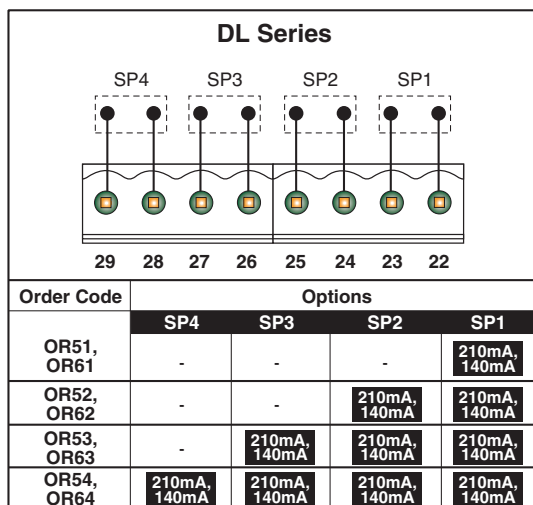 DL Series
SP4 SP3 SP2 SP1
29 28 27 26 25 24 23 22
Order Code Options
SP4 SP3 SP2 SP1
OR51,
OR61 - - - 210mA,
140mA
OR52,
OR62 - - 210mA,
140mA 210mA,
140mA
OR53,
OR63 - 210mA,
140mA 210mA,
140mA 210mA,
140mA
OR54,
OR64 210mA,
140mA 210mA,
140mA 210mA,
140mA 210mA,
140mA